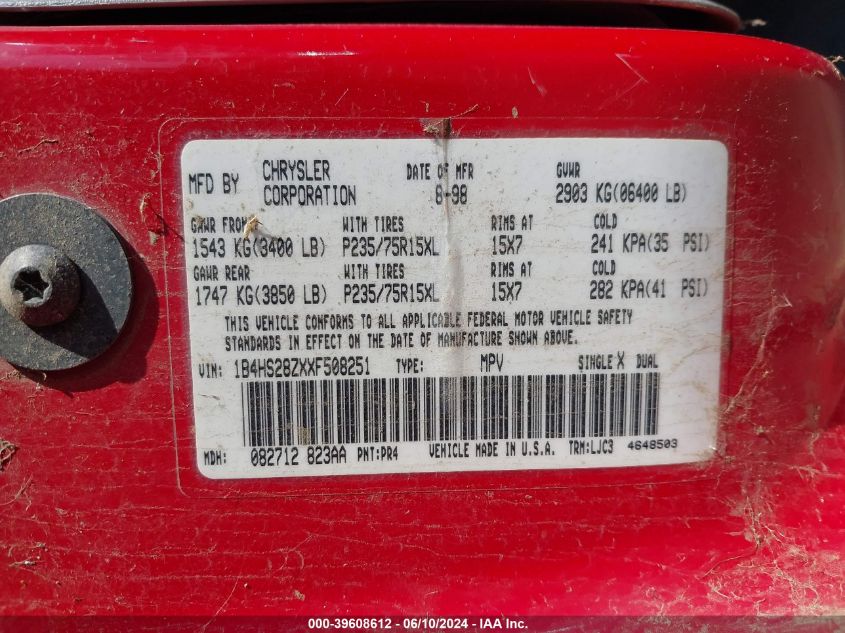 MFD BY CHRYSLER CORPORATION DATE OF MFR 8-98 GVWR 2903 KG(06400 LB)
GAWR FRONT WITH TIRES RIMS AT COLD
1543 KG(3400 LB) P235/75R15XL 15X7 241 KPA(35 PSI)
GAWR REAR WITH TIRES RIMS AT COLD
1747 KG(3850 LB) P235/75R15XL 15X7 282 KPA(41 PSI)
THIS VEHICLE CONFORMS TO ALL APPLICABLE FEDERAL MOTOR VEHICLE SAFETY
STANDARDS IN EFFECT ON THE DATE OF MANUFACTURE SHOWN ABOVE.
VIN: 1B4HS28ZXXF508251 TYPE: MPV SINGLE X DUAL
MDH: 082712 823AA PNT:PR4 VEHICLE MADE IN U.S.A. TRM:LJC3 4648503
000-39608612 - 06/10/2024 - IAAI.COM